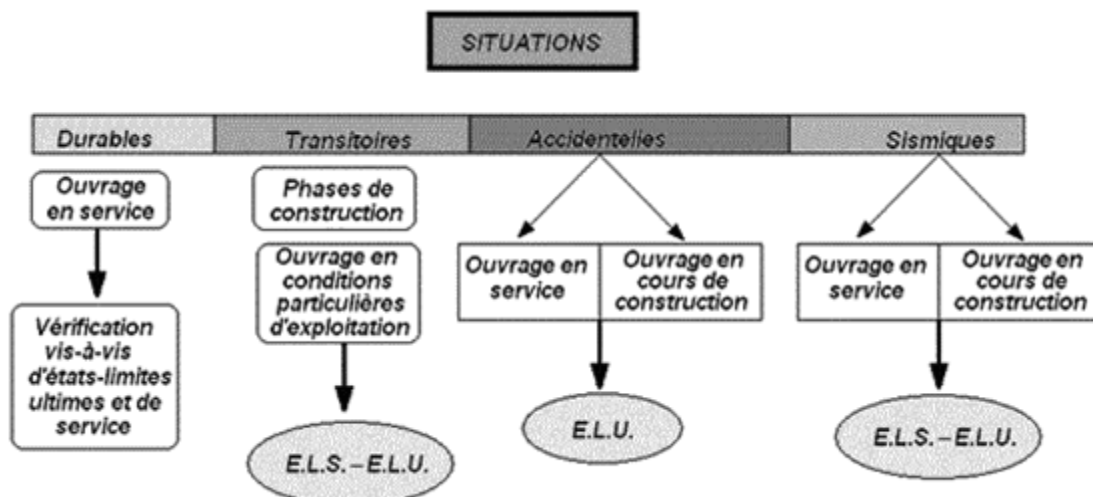 SITUATIONS
Durables
Transitoires
Accidentelles
Sismiques
Ouvrage
en service
Phases de
construction
Ouvrage en
conditions
particulières
d'exploitation
Ouvrage en
service
Ouvrage en
cours de
construction
Ouvrage en
service
Ouvrage en
cours de
construction
Vérification
vis-à-vis
d'états-limites
ultimes et de
service
E.L.S. – E.L.U.
E.L.U.
E.L.S. – E.L.U.